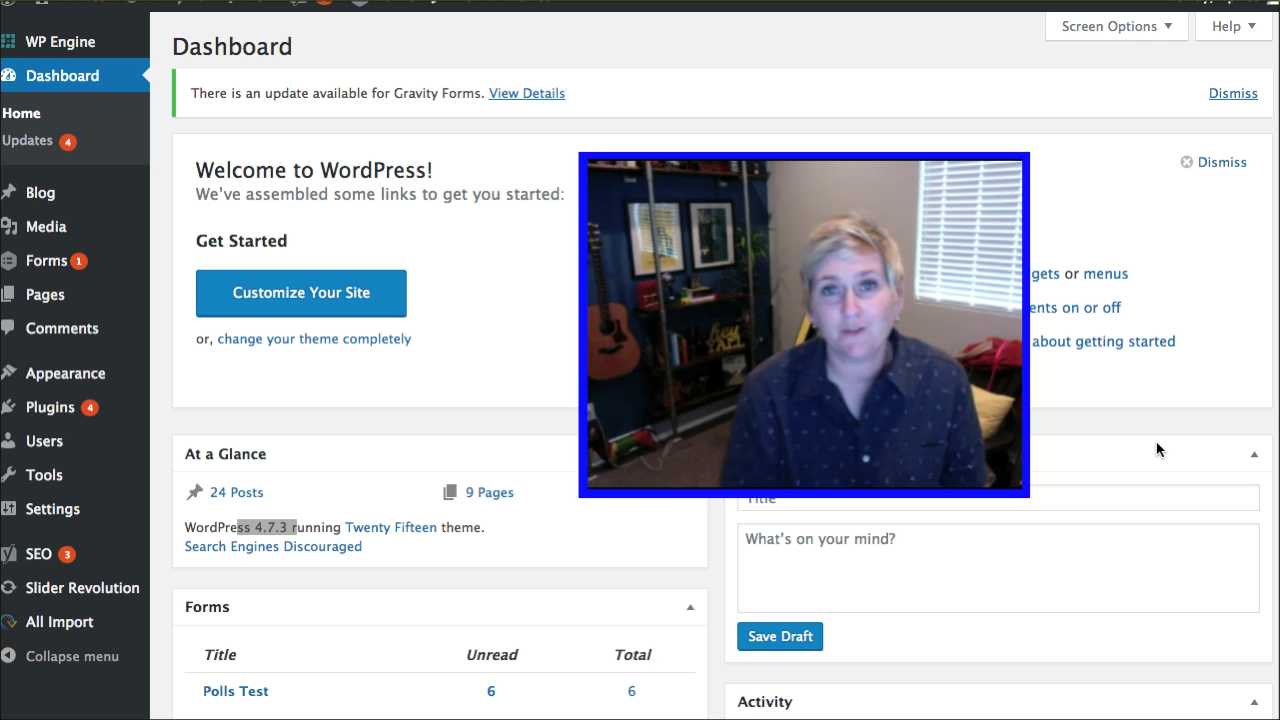 WP Engine
Dashboard
Home
Updates 4
Blog
Media
Forms 1
Pages
Comments
Appearance
Plugins 4
Users
Tools
Settings
SEO 3
Slider Revolution
All Import
Collapse menu
Screen Options
Help
Dashboard
There is an update available for Gravity Forms. View Details
Dismiss
Welcome to WordPress!
We've assembled some links to get you started:
Dismiss
Get Started
Customize Your Site
or, change your theme completely
gets or menus
ents on or off
about getting started
At a Glance
24 Posts
9 Pages
WordPress 4.7.3 running Twenty Fifteen theme.
Search Engines Discouraged
Forms
Title Unread Total
Polls Test 6 6
Title
What's on your mind?
Save Draft
Activity